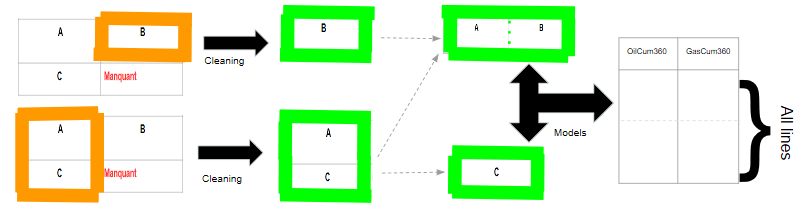 A B
C Manquant
Cleaning
B
A B
OilCum360 GasCum360
All lines
A B
C Manquant
Cleaning
A
C
C
Models